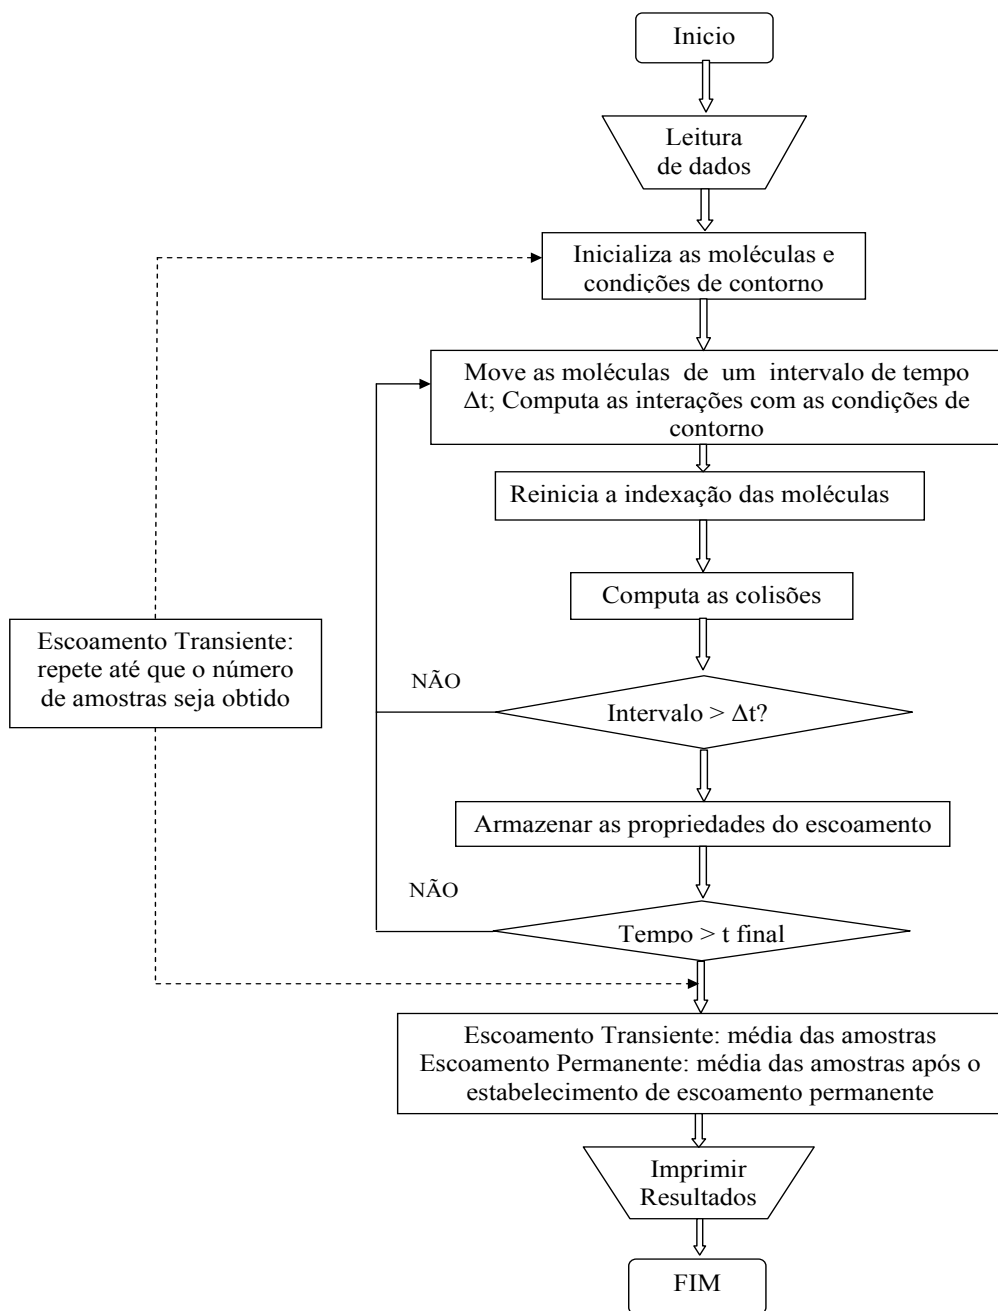 Inicio
Leitura
de dados
Inicializa as moléculas e
condições de contorno
Move as moléculas de um intervalo de tempo
Δt; Computa as interações com as condições de
contorno
Reinicia a indexação das moléculas
Computa as colisões
Escoamento Transiente:
repete até que o número
de amostras seja obtido
NÃO
Intervalo > Δt?
Armazenar as propriedades do escoamento
NÃO
Tempo > t final
Escoamento Transiente: média das amostras
Escoamento Permanente: média das amostras após o
estabelecimento de escoamento permanente
Imprimir
Resultados
FIM